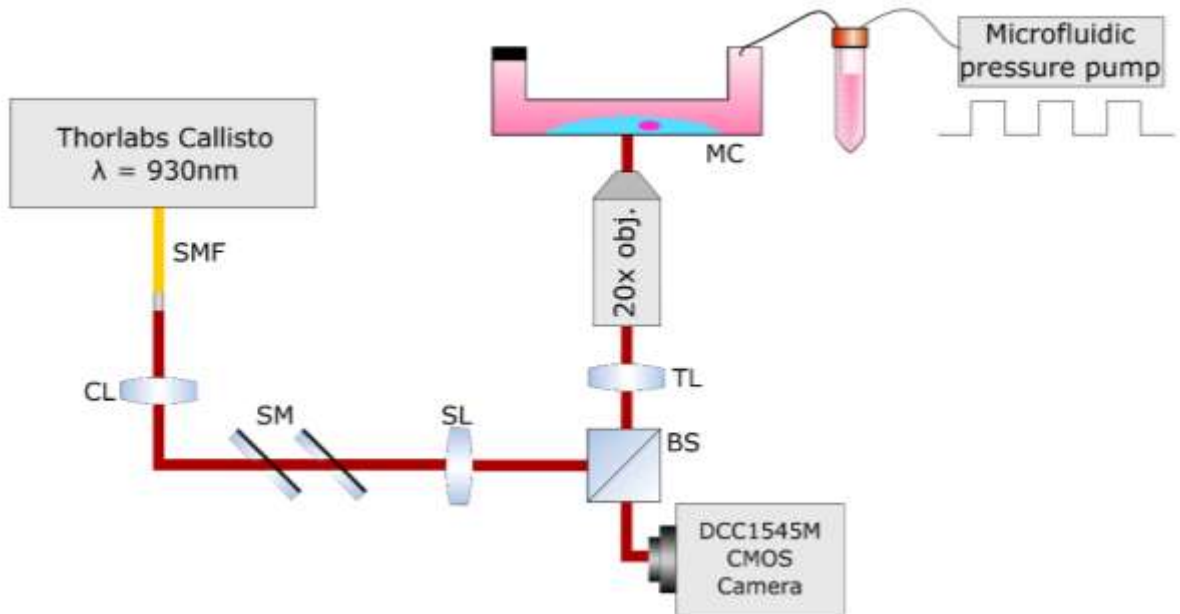 Microfluidic
pressure pump
Thorlabs Callisto
λ = 930nm
MC
SMF
20x obj.
CL
TL
SM
SL
BS
DCC1545M
CMOS
Camera